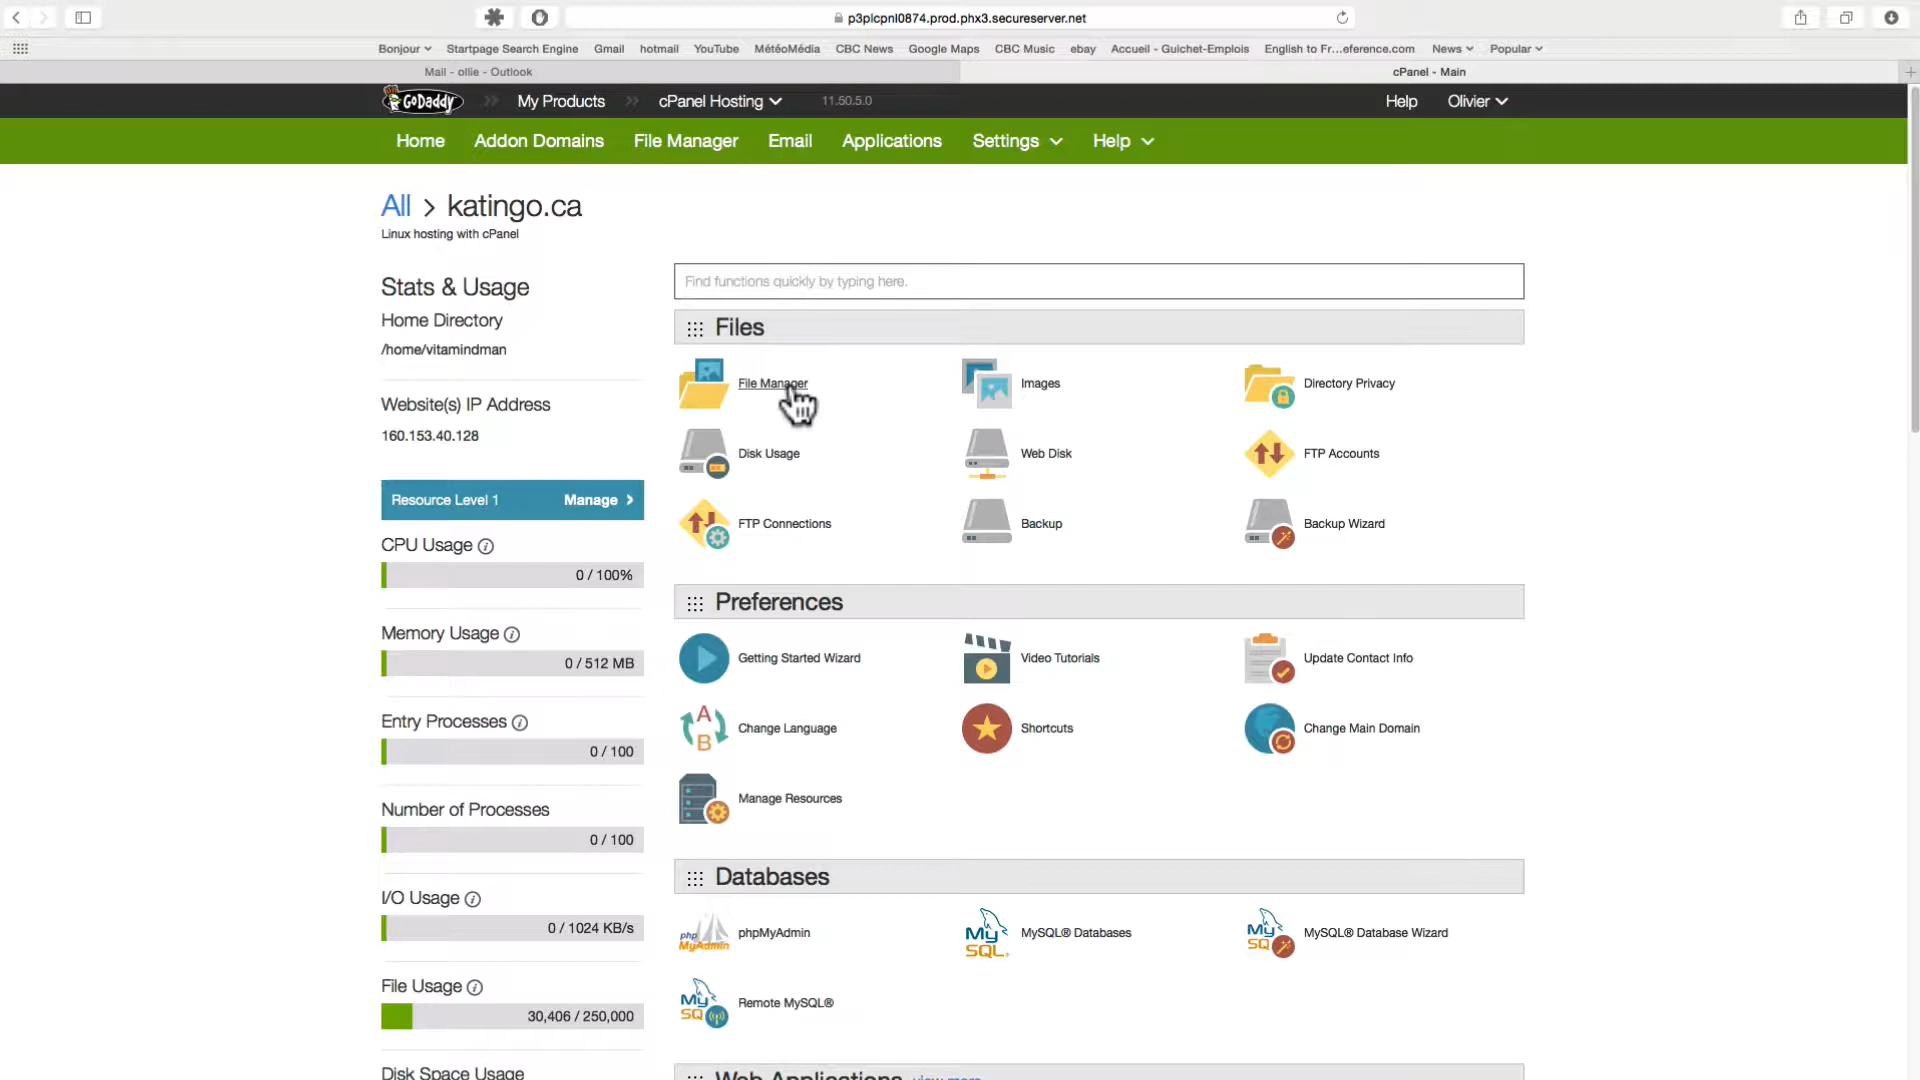 p3plcpnl0874.prod.phx3.secureserver.net
Bonjour Startpage Search Engine Gmail hotmail YouTube MétéoMédia CBC News Google Maps CBC Music ebay Accueil - Guichet-Emplois English to Fr...eference.com News Popular
Mail - ollie - Outlook cPanel - Main
GoDaddy My Products cPanel Hosting 11.50.5.0 Help Olivier
Home Addon Domains File Manager Email Applications Settings Help
All > katingo.ca
Linux hosting with cPanel
Stats & Usage
Home Directory
/home/vitamindman
Website(s) IP Address
160.153.40.128
Resource Level 1 Manage >
CPU Usage
0 / 100%
Memory Usage
0 / 512 MB
Entry Processes
0 / 100
Number of Processes
0 / 100
I/O Usage
0 / 1024 KB/s
File Usage
30,406 / 250,000
Disk Space Usage
Find functions quickly by typing here.
Files
File Manager Images Directory Privacy
Disk Usage Web Disk FTP Accounts
FTP Connections Backup Backup Wizard
Preferences
Getting Started Wizard Video Tutorials Update Contact Info
Change Language Shortcuts Change Main Domain
Manage Resources
Databases
phpMyAdmin MySQL® Databases MySQL® Database Wizard
Remote MySQL®
Web Applications view more